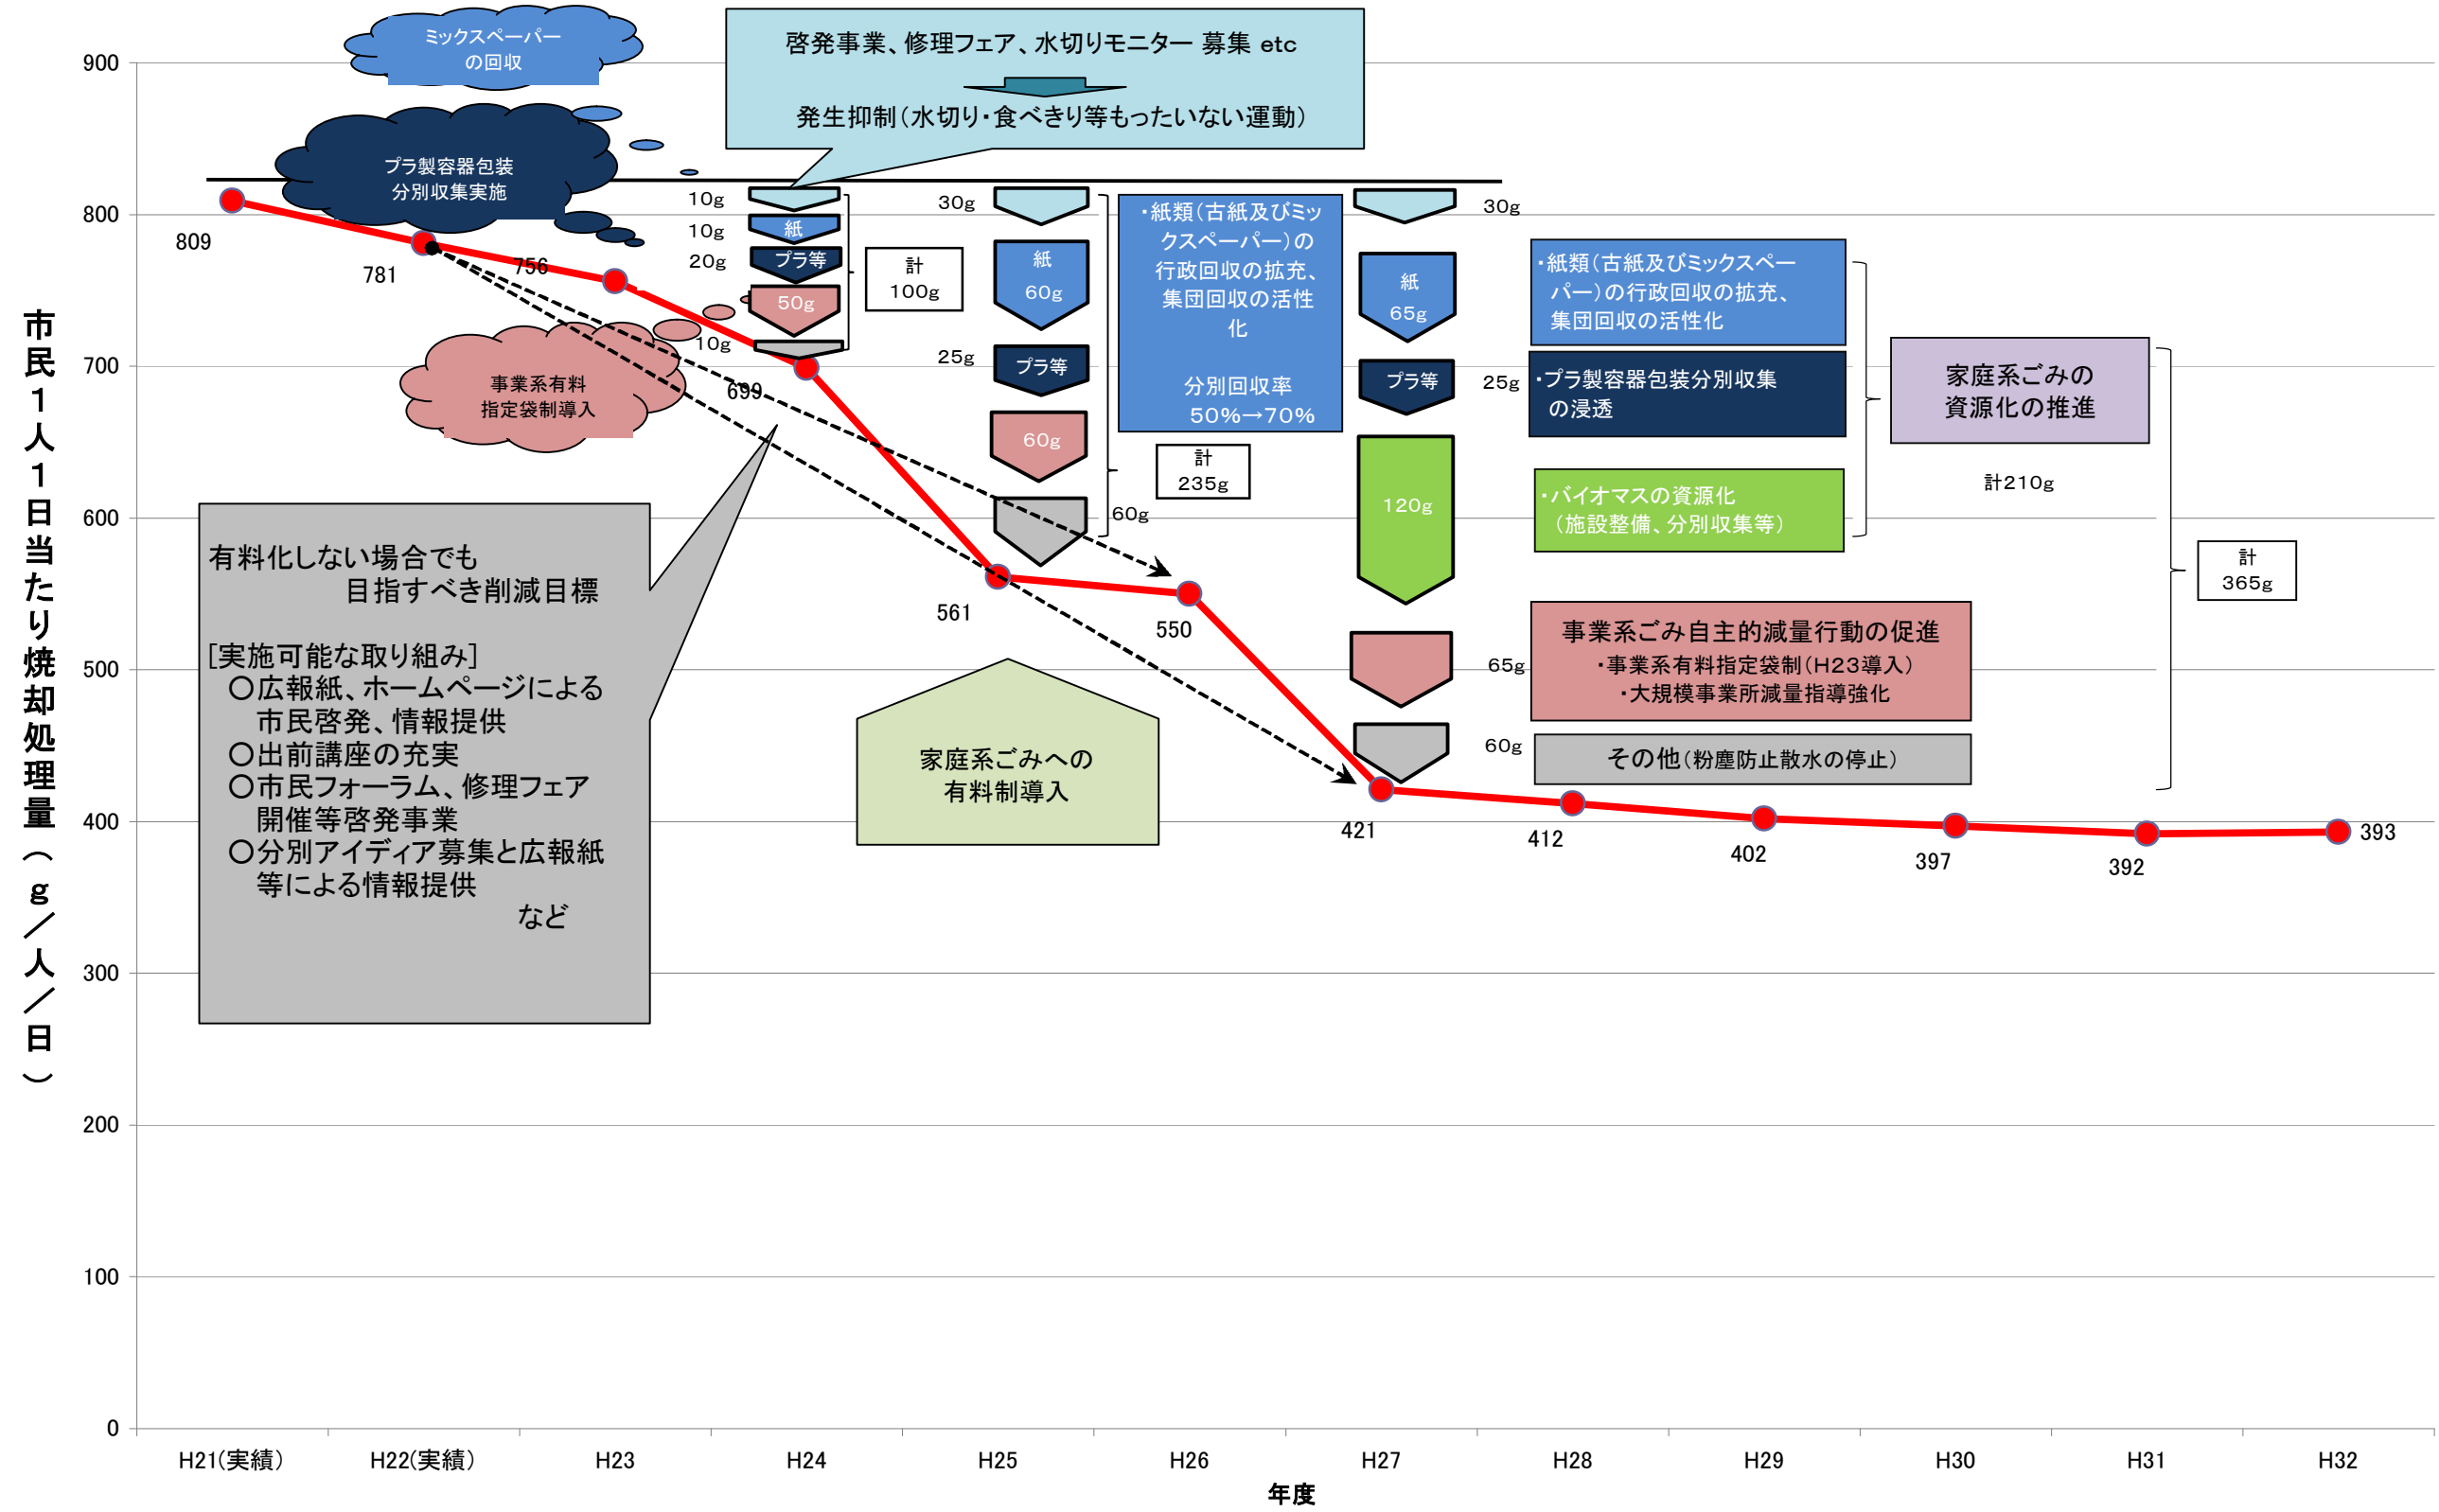 ミックスペーパー
の回収
プラ製容器包装
分別収集実施
啓発事業、修理フェア、水切りモニター 募集 etc
発生抑制（水切り・食べきり等もったいない運動）
市民1人1日当たり焼却処理量（g／人／日）
900
800
700
600
500
400
300
200
100
0
809
781
756
699
561
550
421
412
402
397
392
393
事業系有料
指定袋制導入
10g
10g
紙
20g
プラ等
50g
10g
計
100g
30g
紙
60g
25g
プラ等
60g
60g
計
235g
・紙類（古紙及びミッ
クスペーパー）の
行政回収の拡充、
集団回収の活性
化
分別回収率
50%→70%
30g
紙
65g
プラ等
25g
120g
65g
60g
・紙類（古紙及びミックスペー
パー）の行政回収の拡充、
集団回収の活性化
・プラ製容器包装分別収集
の浸透
・バイオマスの資源化
（施設整備、分別収集等）
家庭系ごみの
資源化の推進
計210g
計
365g
事業系ごみ自主的減量行動の促進
・事業系有料指定袋制（H23導入）
・大規模事業所減量指導強化
その他（粉塵防止散水の停止）
有料化しない場合でも
目指すべき削減目標
[実施可能な取り組み]
○広報紙、ホームページによる
市民啓発、情報提供
○出前講座の充実
○市民フォーラム、修理フェア
開催等啓発事業
○分別アイディア募集と広報紙
等による情報提供
など
家庭系ごみへの
有料制導入
H21(実績)
H22(実績)
H23
H24
H25
H26
H27
H28
H29
H30
H31
H32
年度